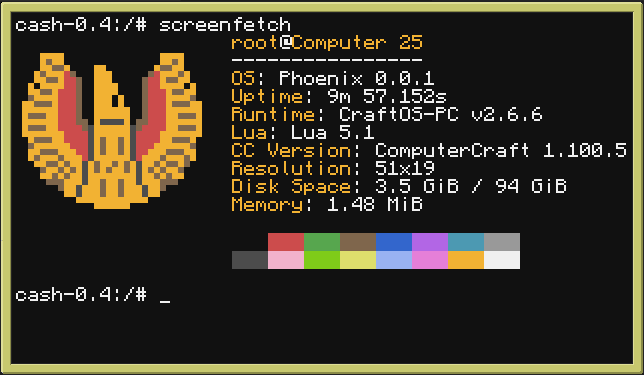 cash-0.4:/# screenfetch
root@Computer 25
----------------
OS: Phoenix 0.0.1
Uptime: 9m 57.152s
Runtime: CraftOS-PC v2.6.6
Lua: Lua 5.1
CC Version: ComputerCraft 1.100.5
Resolution: 51x19
Disk Space: 3.5 GiB / 94 GiB
Memory: 1.48 MiB
cash-0.4:/# _